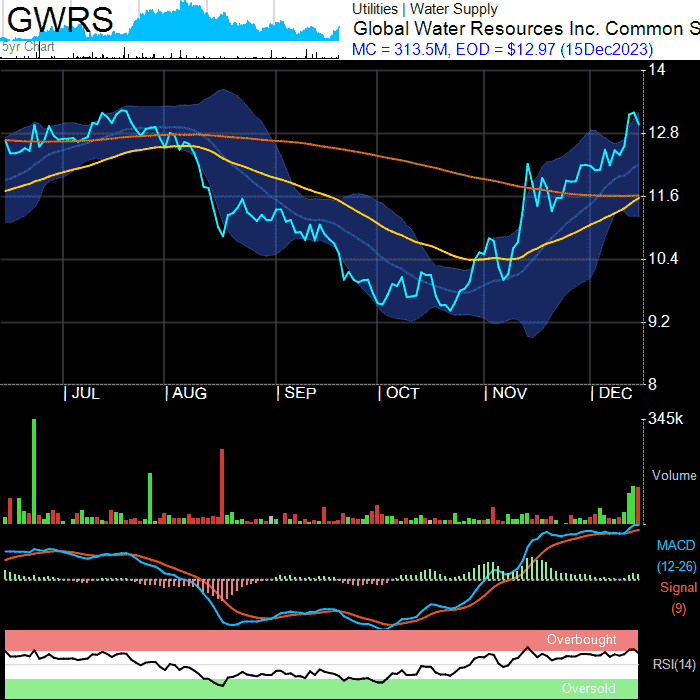 GWRS
5yr Chart
Utilities | Water Supply
Global Water Resources Inc. Common S
MC = 313.5M, EOD = $12.97 (15Dec2023)
14
12.8
11.6
10.4
9.2
8
| JUL | AUG | SEP | OCT | NOV | DEC
345k
Volume
MACD
(12-26)
Signal
(9)
Overbought
RSI(14)
Oversold